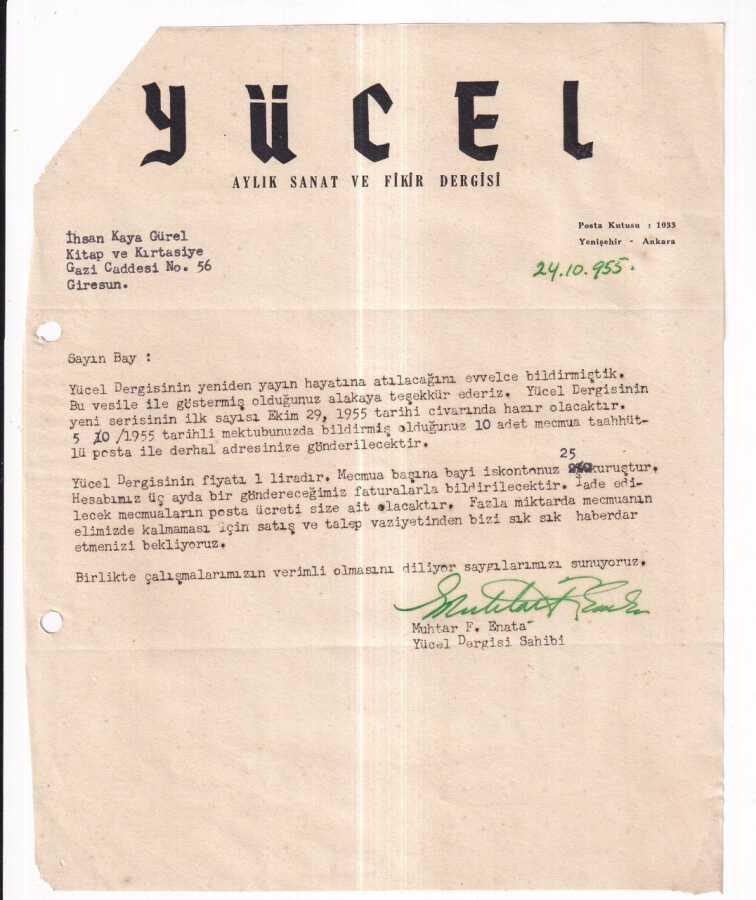 YÜCEL
AYLIK SANAT VE FİKİR DERGİSİ
Posta Kutusu : 1033
Yenişehir - Ankara
24.10.955.
İhsan Kaya Gürel
Kitap ve Kırtasiye
Gazi Caddesi No. 56
Giresun.
Sayın Bay :
Yücel Dergisinin yeniden yayın hayatına atılacağını evvelce bildirmiştik.
Bu vesile ile göstermiş olduğunuz alakaya teşekkür ederiz. Yücel Dergisinin
yeni serisinin ilk sayısı Ekim 29, 1955 tarihi civarında hazır olacaktır.
5 10 /1955 tarihli mektubunuzda bildirmiş olduğunuz 10 adet mecmua taahhüt-
lü posta ile derhal adresinize gönderilecektir.
25
Yücel Dergisinin fiyatı 1 liradır. Mecmua başına bayi iskontonuz kuruştur.
Hesabınız üç ayda bir göndereceğimiz faturalarla bildirilecektir. İade edi-
lecek mecmuaların posta ücreti size ait olacaktır. Fazla miktarda mecmuanın
elimizde kalmaması için satış ve talep vaziyetinden bizi sık sık haberdar
etmenizi bekliyoruz.
Birlikte çalışmalarımızın verimli olmasını diliyor saygılarımızı sunuyoruz.
Muhtar F. Enata
Yücel Dergisi Sahibi